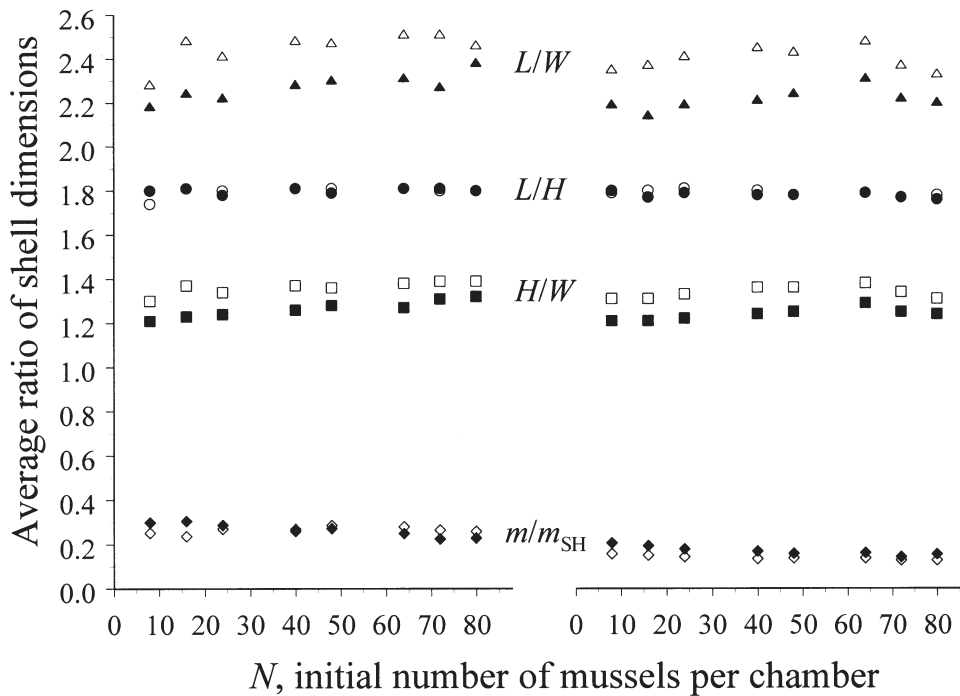 Average ratio of shell dimensions
2.6
2.4
2.2
2.0
1.8
1.6
1.4
1.2
1.0
0.8
0.6
0.4
0.2
0.0
L/W
L/H
H/W
m/mSH
0 10 20 30 40 50 60 70 80
0 10 20 30 40 50 60 70 80
N, initial number of mussels per chamber